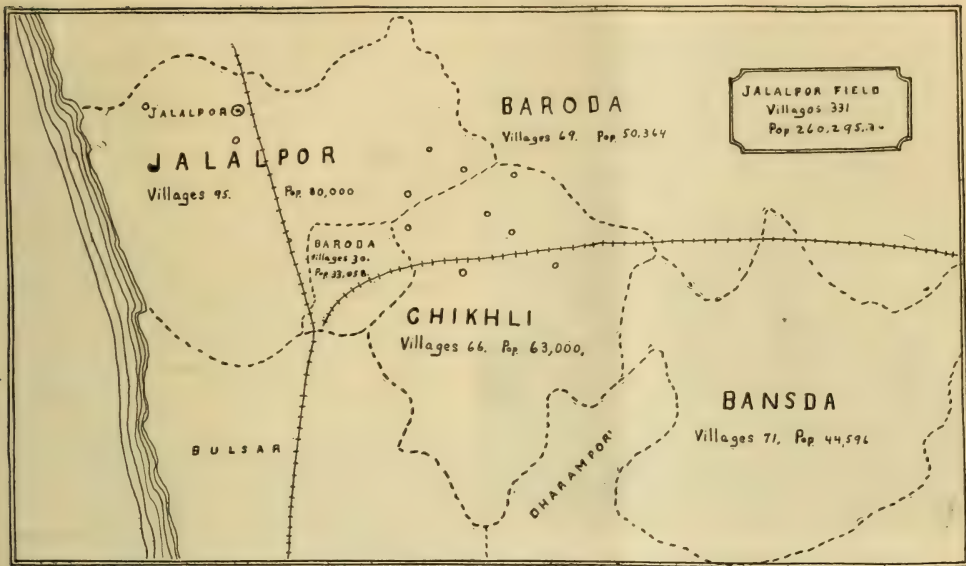 JALALPOR FIELD
Villages 331
Pop 260,295.
BARODA
Villages 69. Pop 50,364
JALALPOR
JALALPOR
Villages 95. Pop. 80,000
BARODA
Villages 30.
Pop 33,058.
CHIKHLI
Villages 66. Pop. 63,000,
BANSDA
Villages 71, Pop 44,596
BULSAR
DHARAMPORI